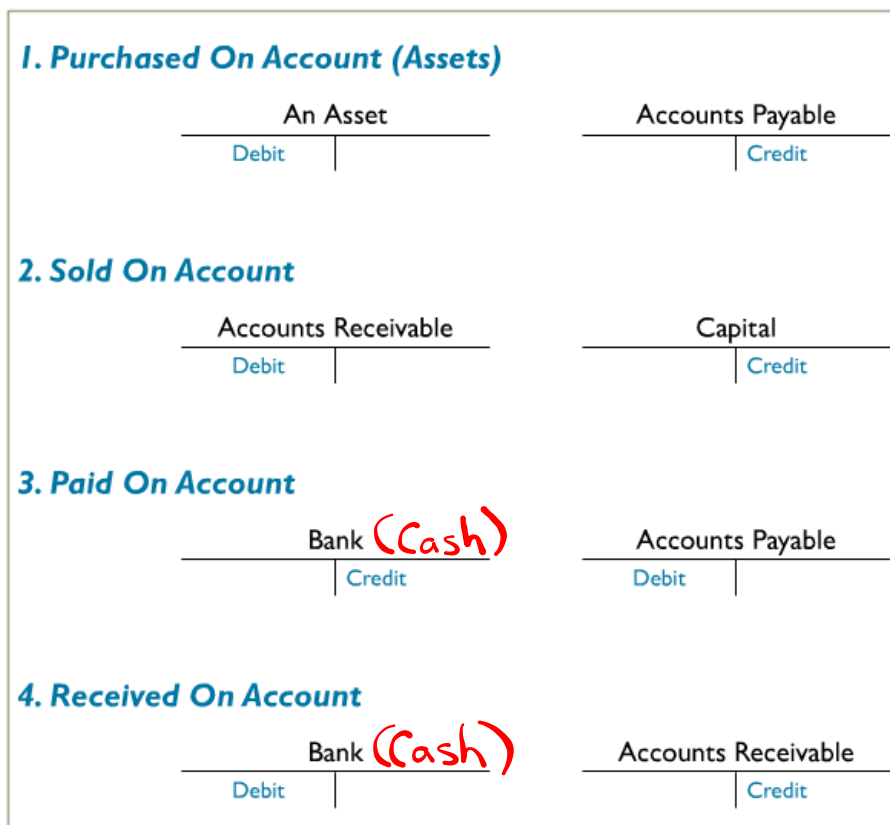 1. Purchased On Account (Assets)
An Asset Accounts Payable
Debit Credit
2. Sold On Account
Accounts Receivable Capital
Debit Credit
3. Paid On Account
Bank (Cash) Accounts Payable
Credit Debit
4. Received On Account
Bank (Cash) Accounts Receivable
Debit Credit